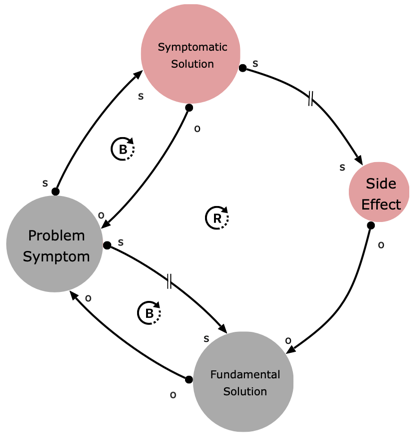 Symptomatic
Solution
s
s
o
B
s
Side
Effect
s
o
R
o
Problem
Symptom
s
o
B
o
s
o
Fundamental
Solution
o